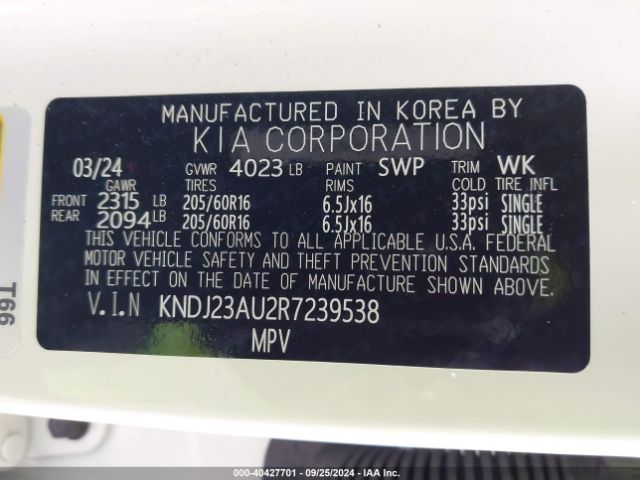 MANUFACTURED IN KOREA BY
KIA CORPORATION
03/24 GVWR 4023 LB PAINT SWP TRIM WK
GAWR TIRES RIMS COLD TIRE INFL
FRONT 2315 LB 205/60R16 6.5Jx16 33psi SINGLE
REAR 2094 LB 205/60R16 6.5Jx16 33psi SINGLE
THIS VEHICLE CONFORMS TO ALL APPLICABLE U.S.A. FEDERAL
MOTOR VEHICLE SAFETY AND THEFT PREVENTION STANDARDS
IN EFFECT ON THE DATE OF MANUFACTURE SHOWN ABOVE.
V.I.N KNDJ23AU2R7239538
MPV
T66
000-40427701 - 09/25/2024 - IAA Inc.